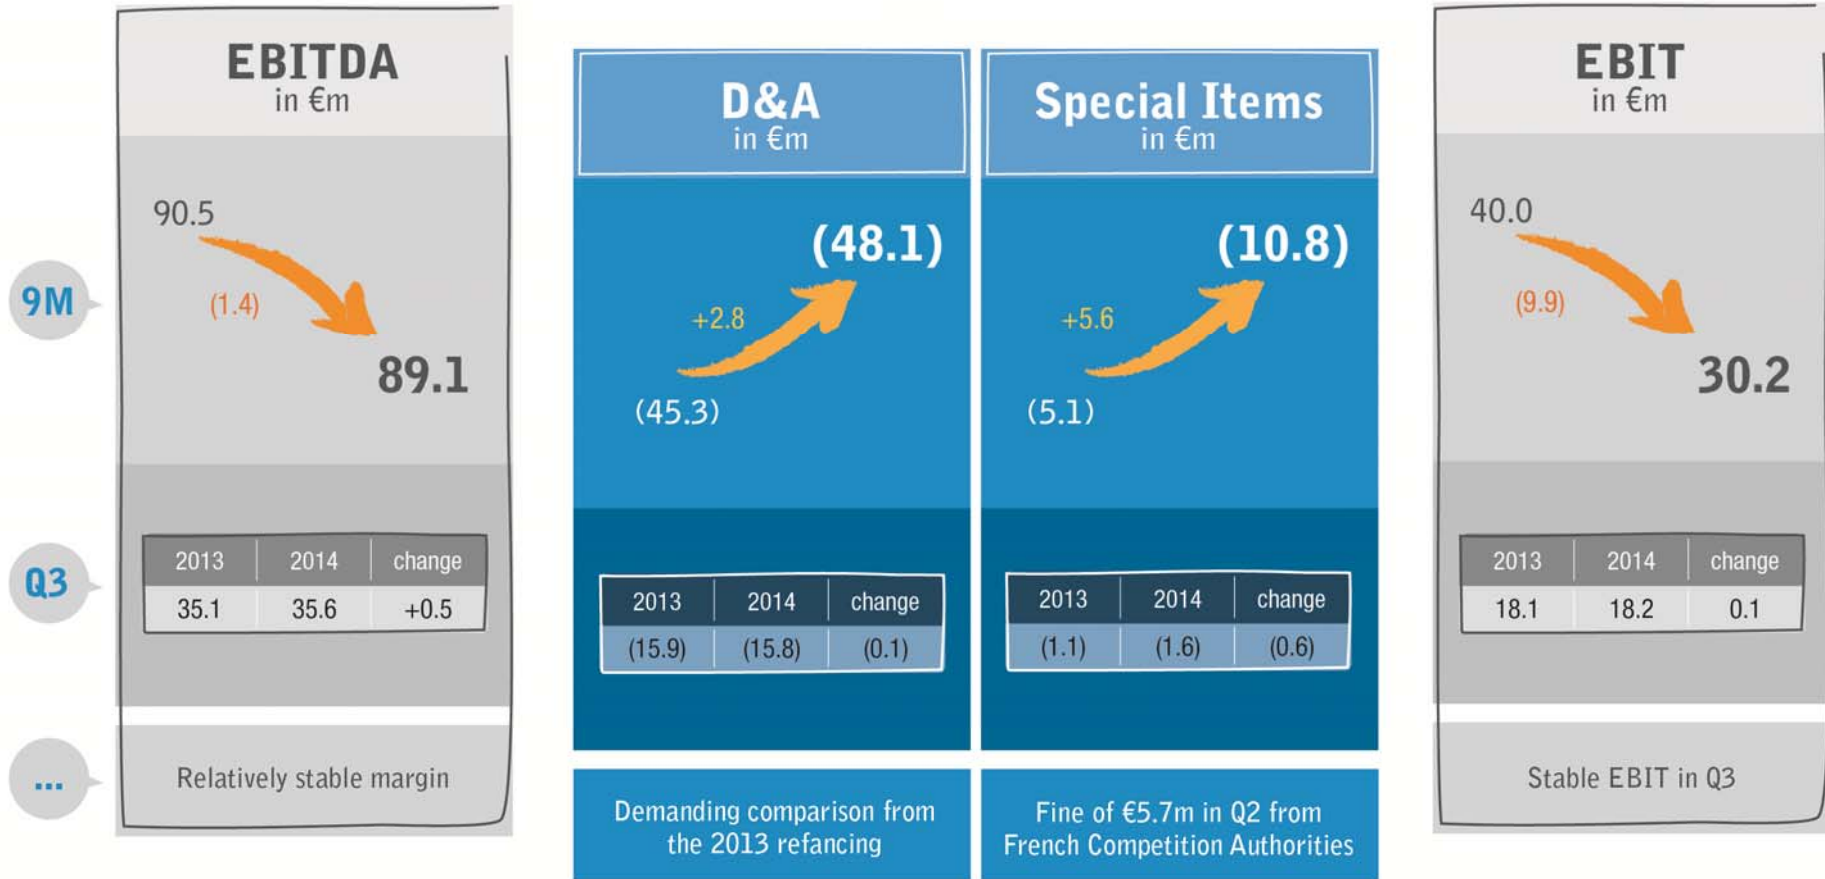 EBITDA
in €m
90.5
(1.4)
89.1
D&A
in €m
(48.1)
+2.8
(45.3)
Special Items
in €m
(10.8)
+5.6
(5.1)
EBIT
in €m
40.0
(9.9)
30.2
9M
Q3
2013 2014 change
35.1 35.6 +0.5
2013 2014 change
(15.9) (15.8) (0.1)
2013 2014 change
(1.1) (1.6) (0.6)
2013 2014 change
18.1 18.2 0.1
...
Relatively stable margin
Demanding comparison from
the 2013 refancing
Fine of €5.7m in Q2 from
French Competition Authorities
Stable EBIT in Q3